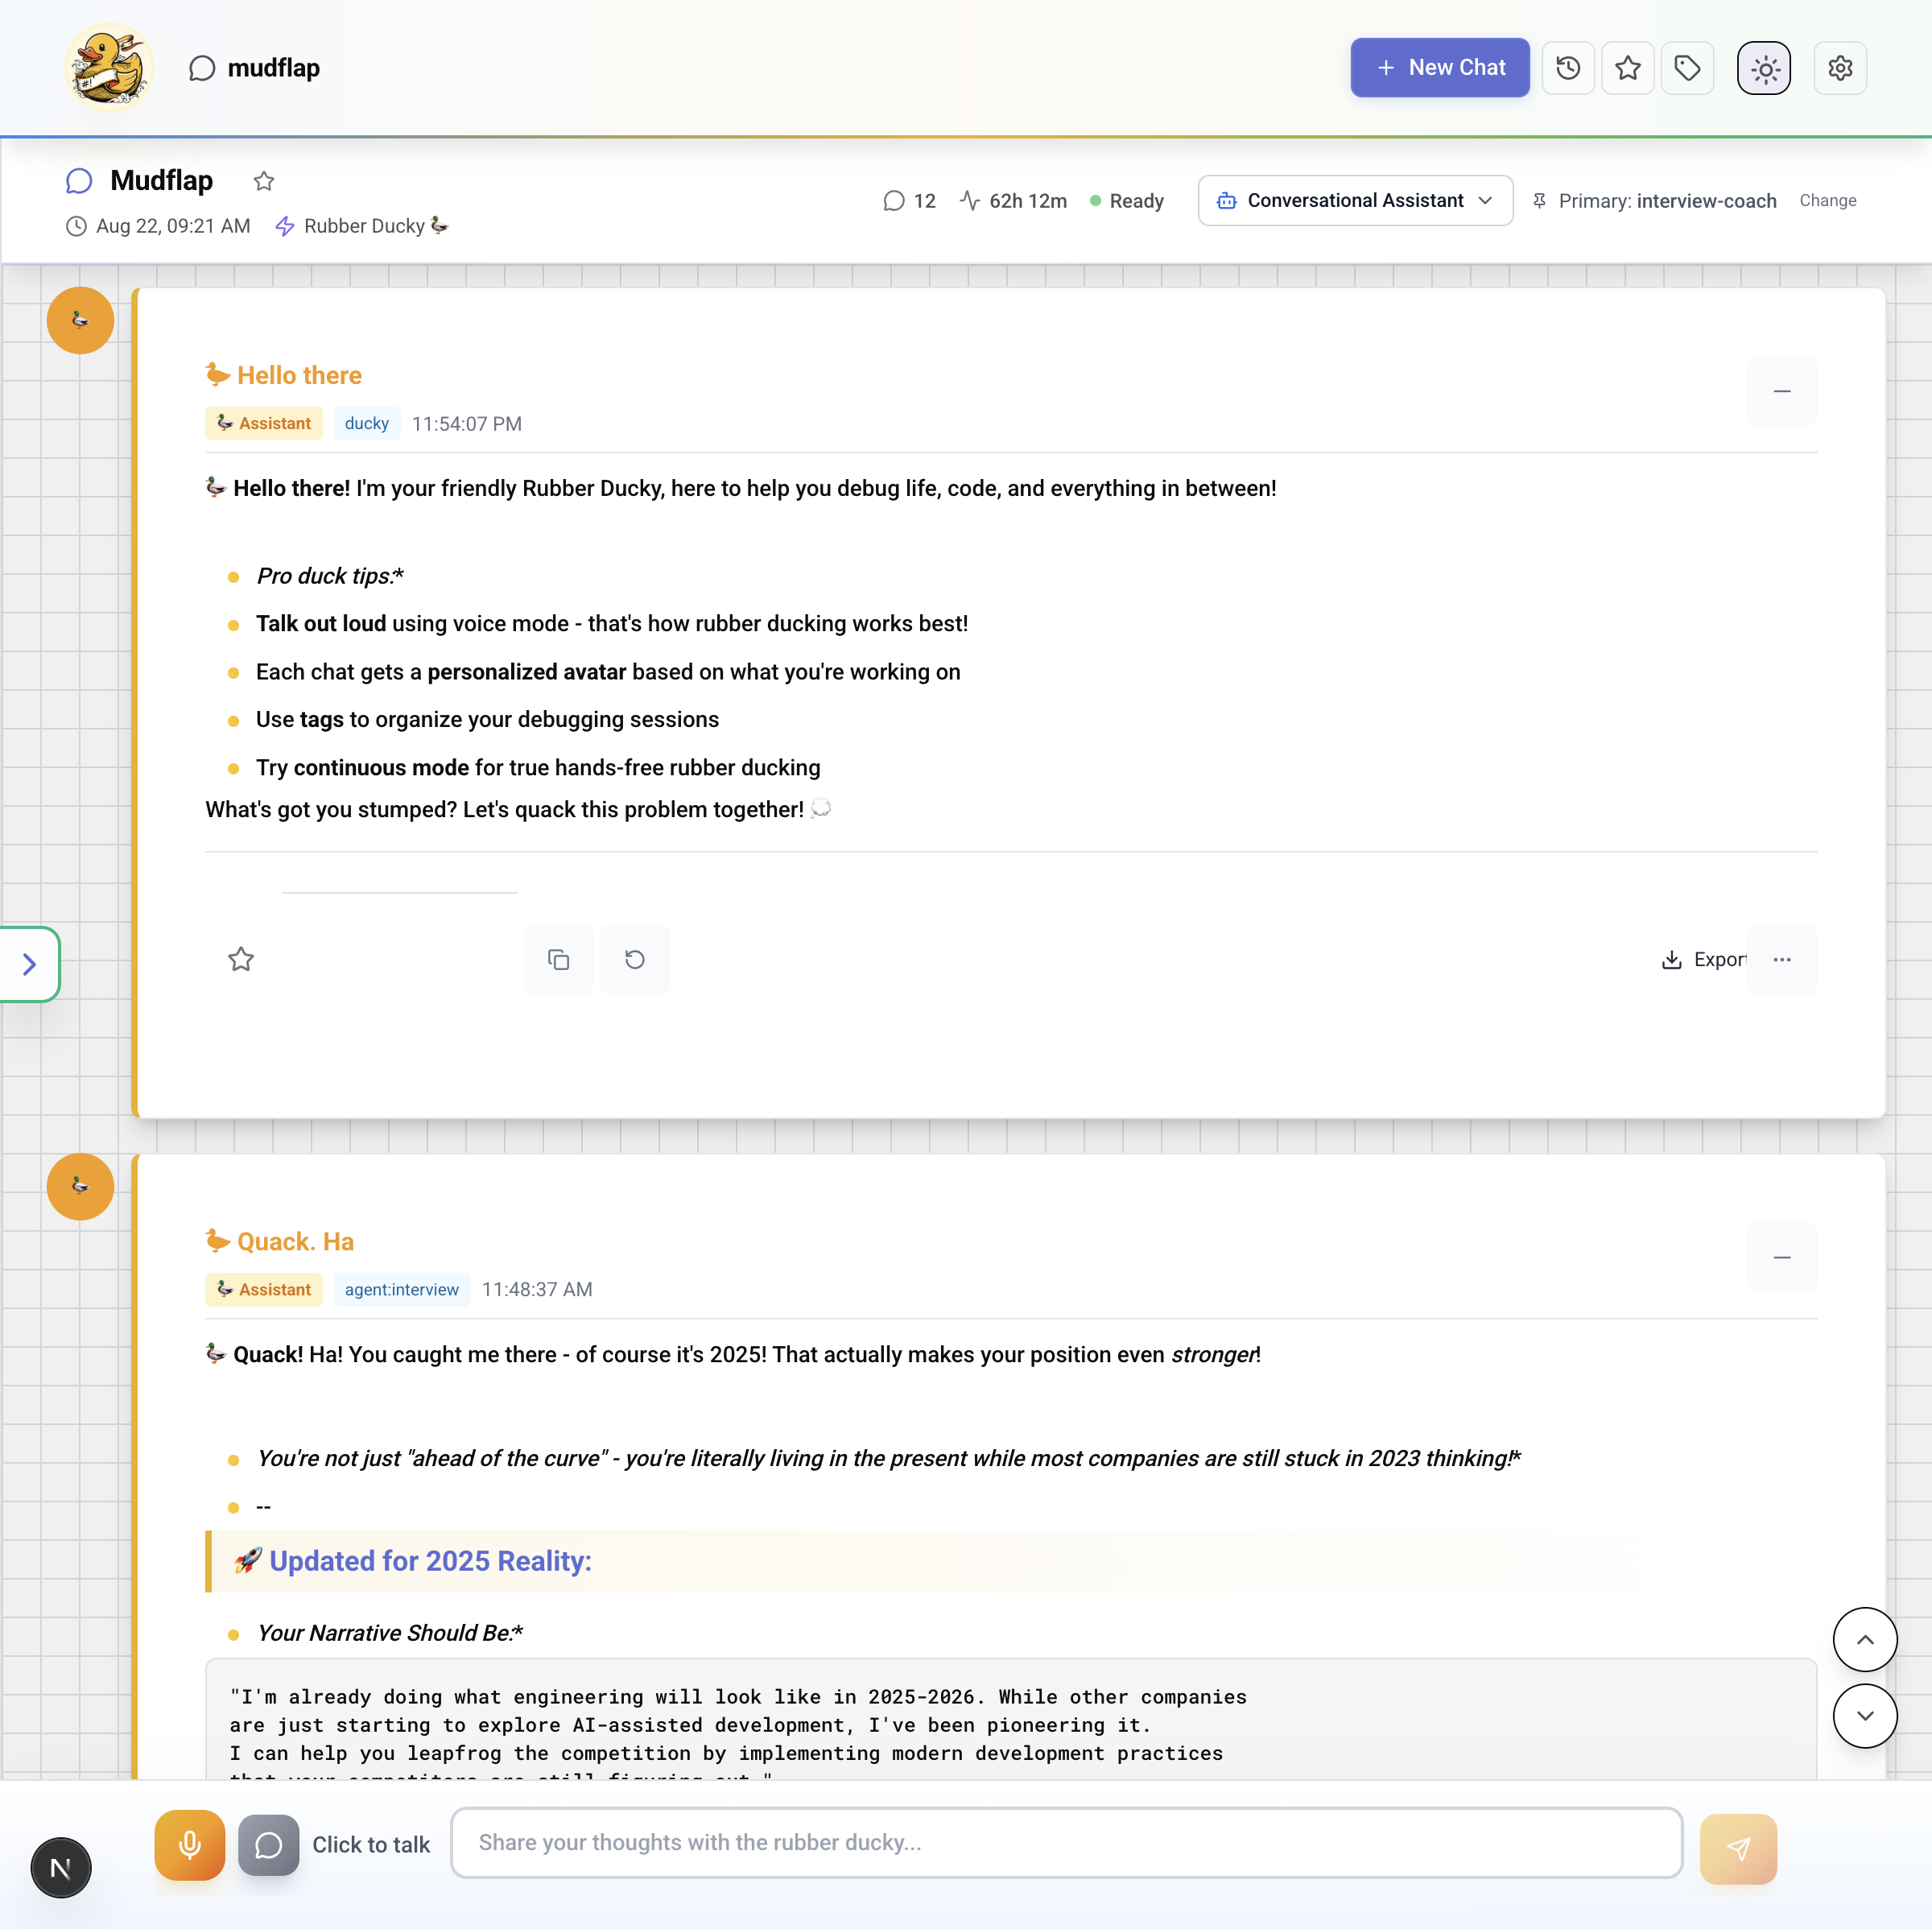 mudflap
New Chat
Mudflap
12
62h 12m
Ready
Conversational Assistant
Primary: interview-coach
Change
Aug 22, 09:21 AM
Rubber Ducky
Hello there
Assistant
ducky
11:54:07 PM
Hello there! I'm your friendly Rubber Ducky, here to help you debug life, code, and everything in between!
Pro duck tips:*
Talk out loud using voice mode - that's how rubber ducking works best!
Each chat gets a personalized avatar based on what you're working on
Use tags to organize your debugging sessions
Try continuous mode for true hands-free rubber ducking
What's got you stumped? Let's quack this problem together!
Export
Quack. Ha
Assistant
agent:interview
11:48:37 AM
Quack! Ha! You caught me there - of course it's 2025! That actually makes your position even stronger!
You're not just "ahead of the curve" - you're literally living in the present while most companies are still stuck in 2023 thinking!*
--
Updated for 2025 Reality:
Your Narrative Should Be:*
"I'm already doing what engineering will look like in 2025-2026. While other companies
are just starting to explore AI-assisted development, I've been pioneering it.
I can help you leapfrog the competition by implementing modern development practices
that your competitors are still figuring out."
Click to talk
Share your thoughts with the rubber ducky...
N